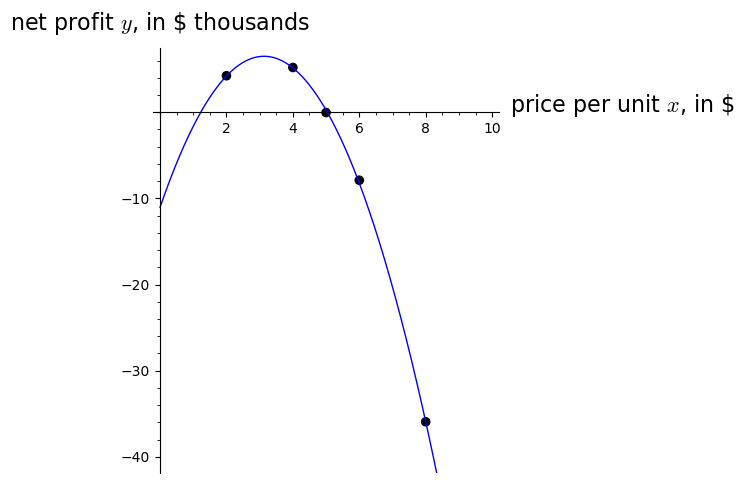 net profit y, in $ thousands
price per unit x, in $
2 4 6 8 10
−10
−20
−30
−40